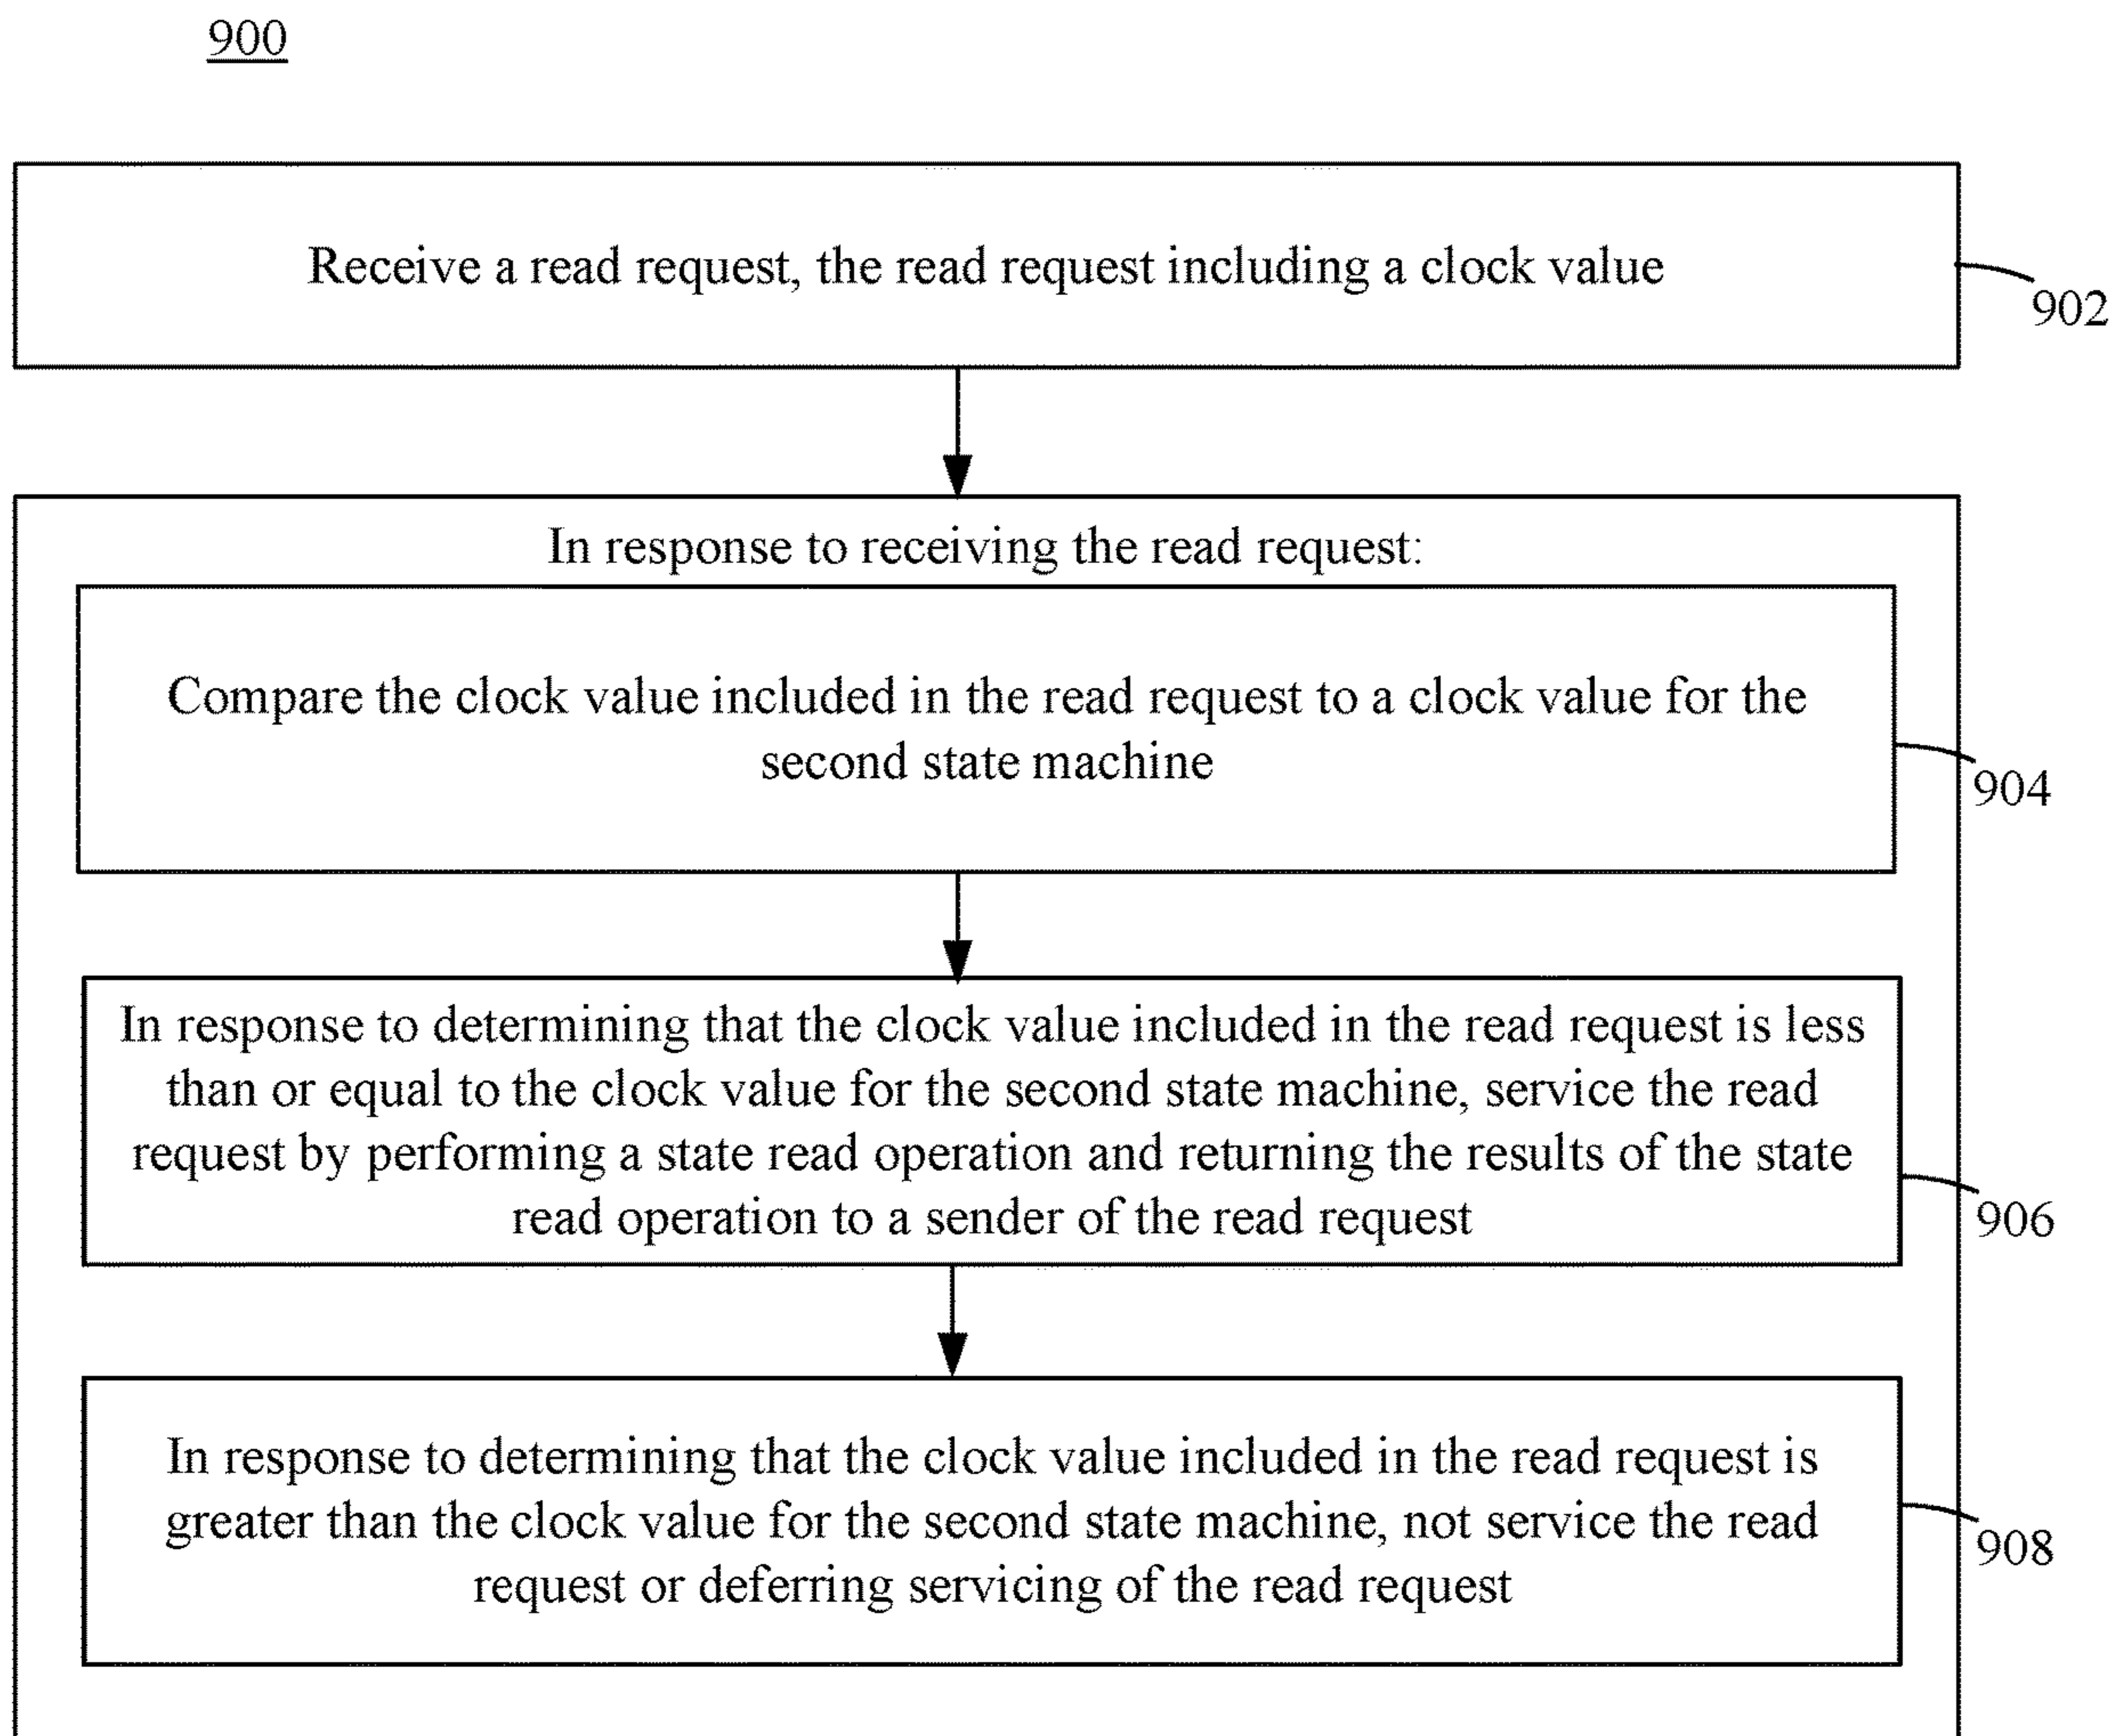 900
Receive a read request, the read request including a clock value
902
In response to receiving the read request:
Compare the clock value included in the read request to a clock value for the
second state machine
904
In response to determining that the clock value included in the read request is less
than or equal to the clock value for the second state machine, service the read
request by performing a state read operation and returning the results of the state
read operation to a sender of the read request
906
In response to determining that the clock value included in the read request is
greater than the clock value for the second state machine, not service the read
request or deferring servicing of the read request
908